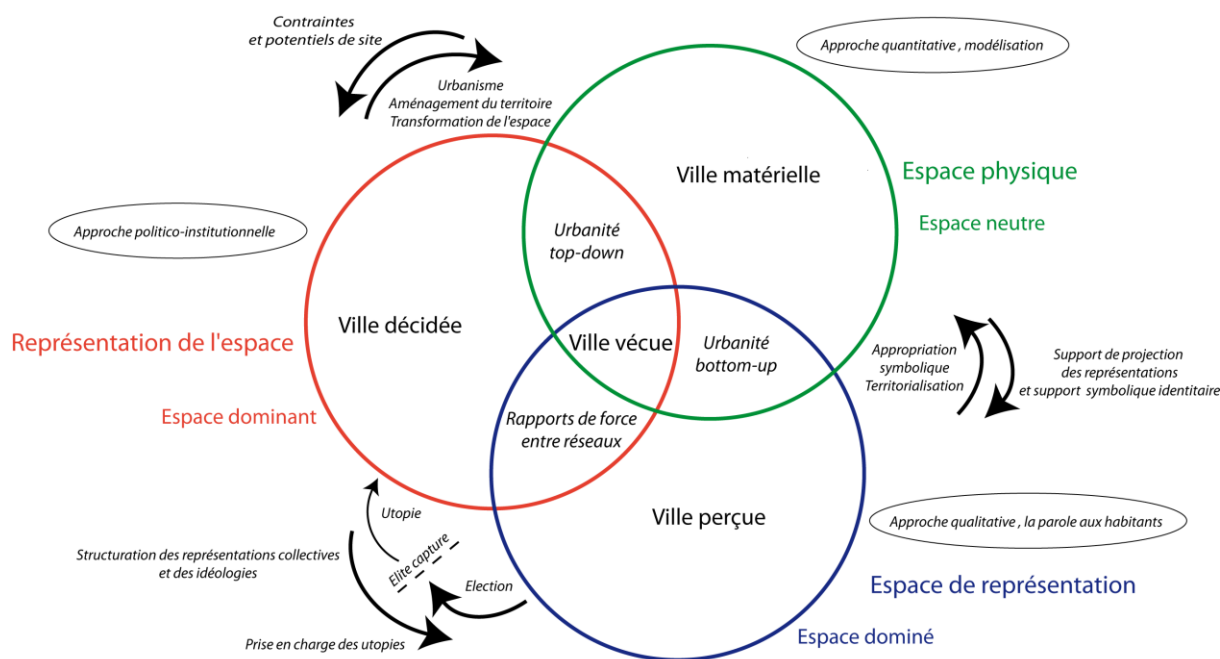 Contraintes
et potentiels de site
Approche quantitative , modélisation
Urbanisme
Aménagement du territoire
Transformation de l'espace
Ville matérielle
Espace physique
Espace neutre
Approche politico-institutionnelle
Urbanité
top-down
Ville décidée
Représentation de l'espace
Espace dominant
Ville vécue
Urbanité
bottom-up
Appropriation
symbolique
Territorialisation
Support de projection
des représentations
et support symbolique identitaire
Rapports de force
entre réseaux
Ville perçue
Approche qualitative , la parole aux habitants
Espace de représentation
Espace dominé
Utopie
Structuration des représentations collectives
et des idéologies
Elite capture
Election
Prise en charge des utopies